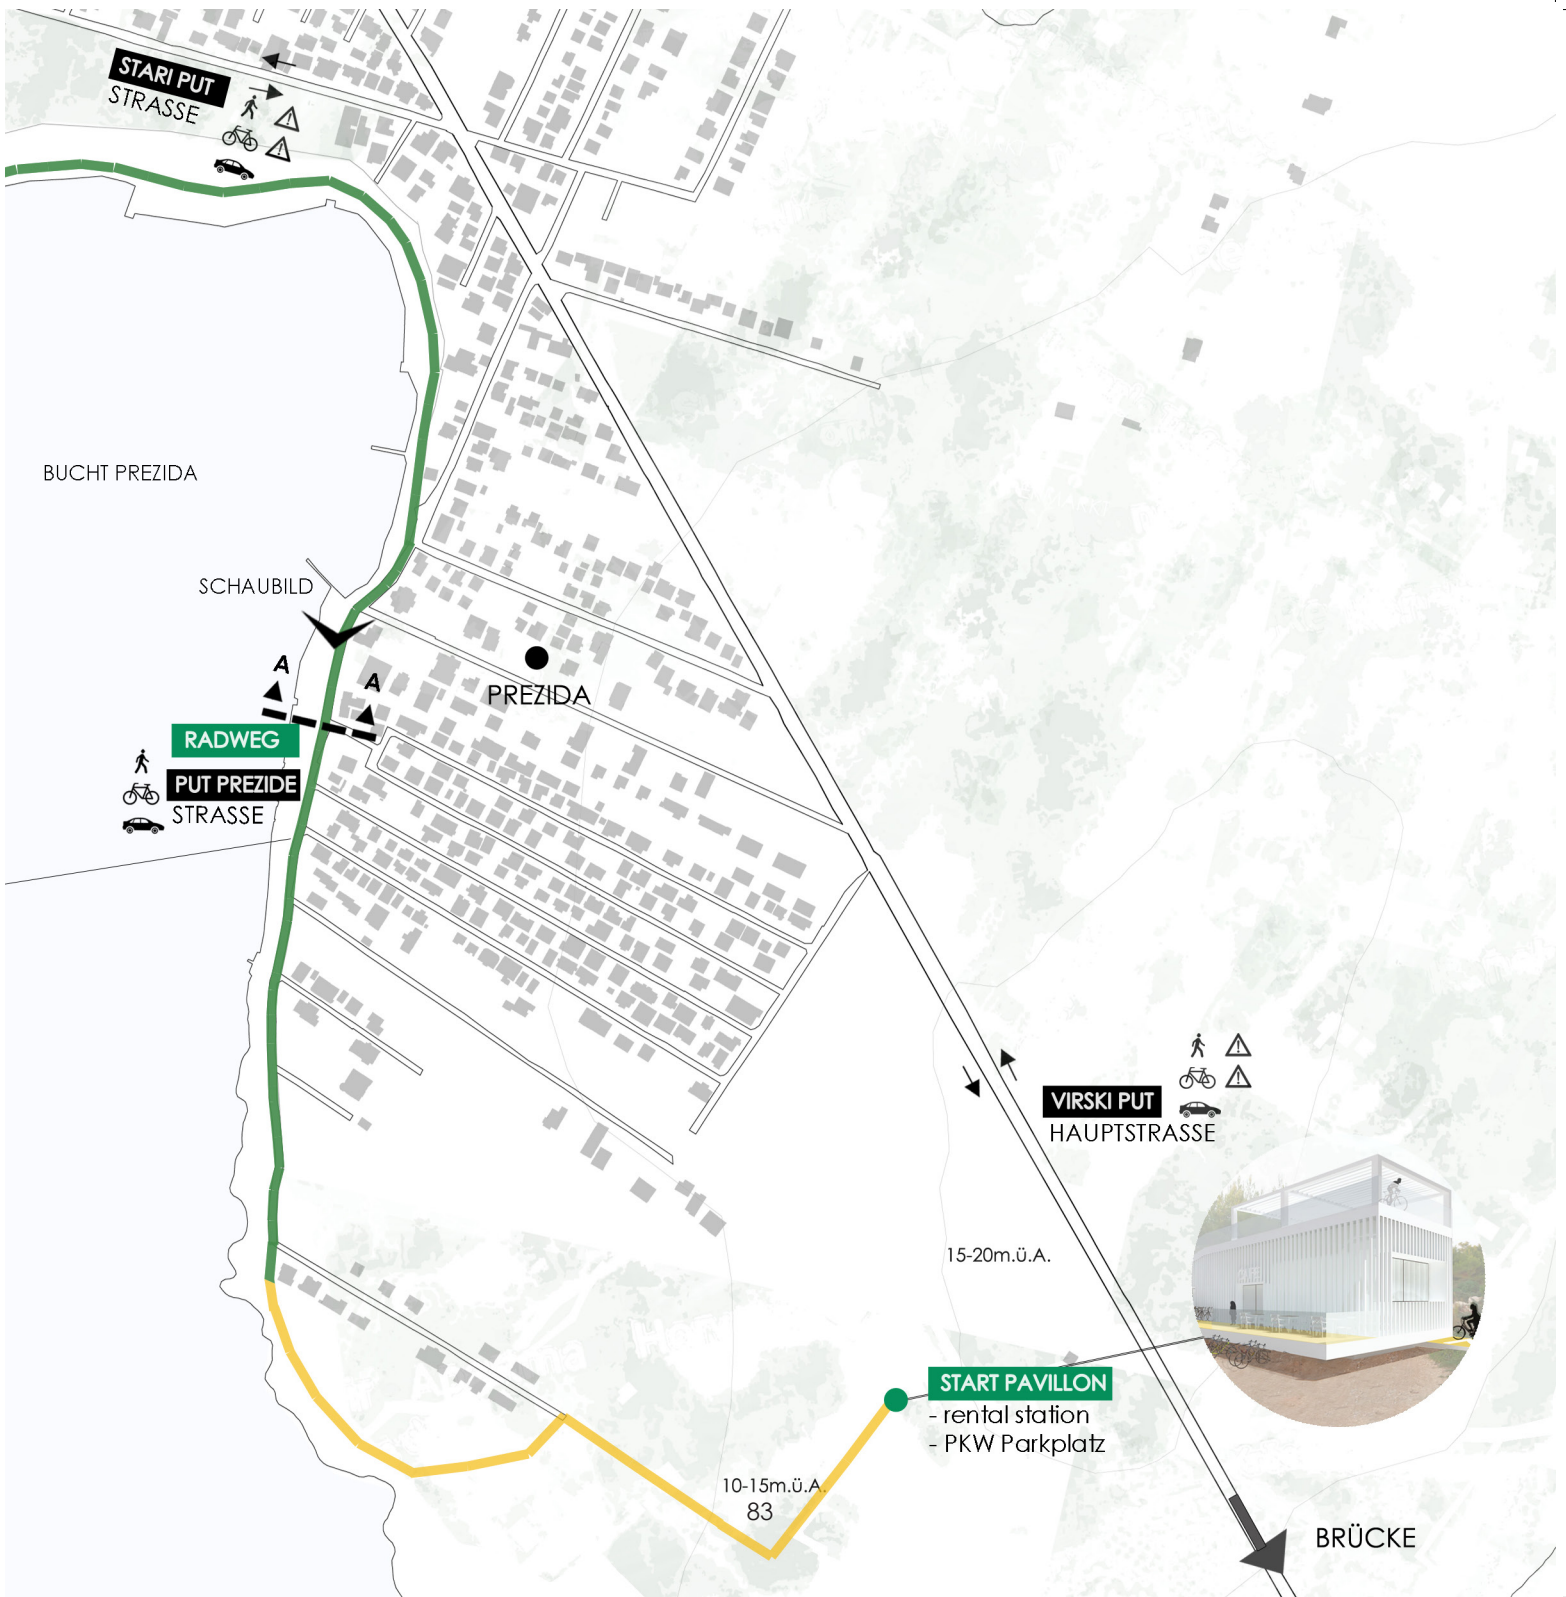 STARI PUT
STRASSE
BUCHT PREZIDA
SCHAUBILD
A
A
PREZIDA
RADWEG
PUT PREZIDE
STRASSE
VIRSKI PUT
HAUPTSTRASSE
15-20m.ü.A.
START PAVILLON
- rental station
- PKW Parkplatz
10-15m.ü.A.
83
BRÜCKE